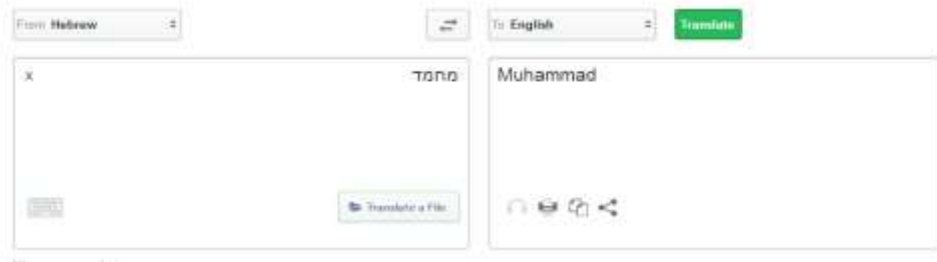 From Hebrew To English Translate
x מחמד Muhammad
Translate a File